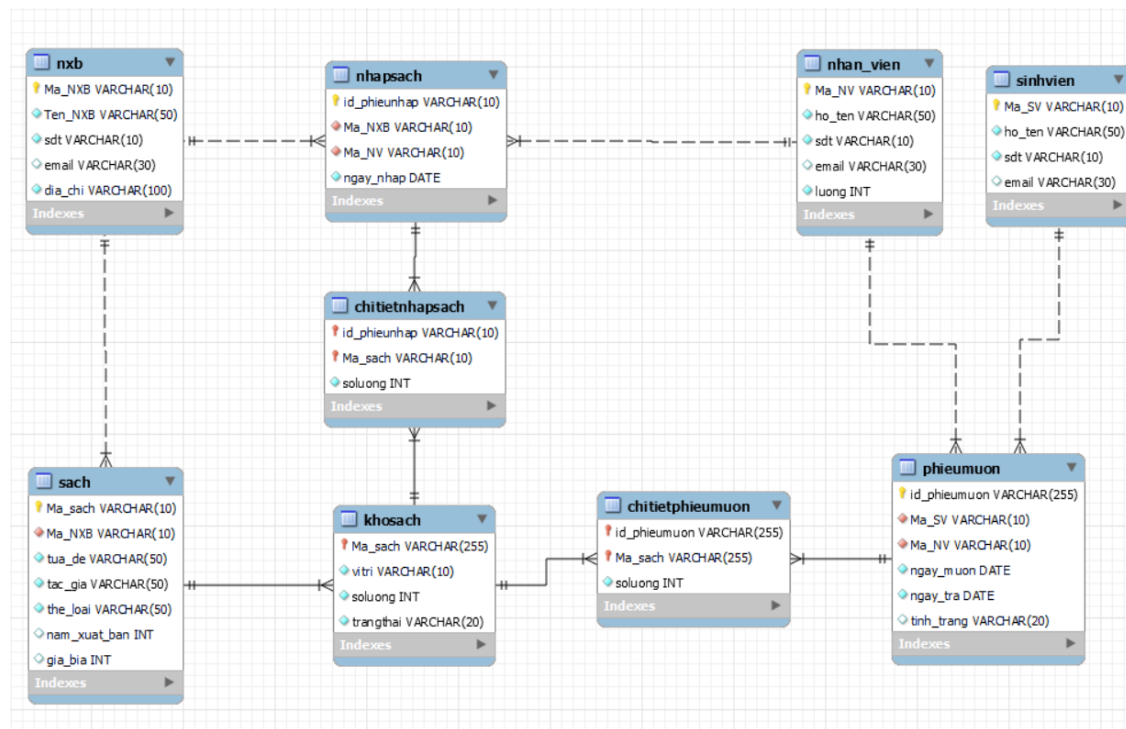 nxb
Ma_NXB VARCHAR(10)
Ten_NXB VARCHAR(50)
sdt VARCHAR(10)
email VARCHAR(30)
dia_chi VARCHAR(100)
Indexes
nhapsach
id_phieunhap VARCHAR(10)
Ma_NXB VARCHAR(10)
Ma_NV VARCHAR(10)
ngay_nhap DATE
Indexes
nhan_vien
Ma_NV VARCHAR(10)
ho_ten VARCHAR(50)
sdt VARCHAR(10)
email VARCHAR(30)
luong INT
Indexes
sinhvien
Ma_SV VARCHAR(10)
ho_ten VARCHAR(50)
sdt VARCHAR(10)
email VARCHAR(30)
Indexes
chitietnhapsach
id_phieunhap VARCHAR(10)
Ma_sach VARCHAR(10)
soluong INT
Indexes
sach
Ma_sach VARCHAR(10)
Ma_NXB VARCHAR(10)
tua_de VARCHAR(50)
tac_gia VARCHAR(50)
the_loai VARCHAR(50)
nam_xuat_ban INT
gia_bia INT
Indexes
khosach
Ma_sach VARCHAR(255)
vitri VARCHAR(10)
soluong INT
trangthai VARCHAR(20)
Indexes
chitietphieumuon
id_phieumuon VARCHAR(255)
Ma_sach VARCHAR(255)
soluong INT
Indexes
phieumuon
id_phieumuon VARCHAR(255)
Ma_SV VARCHAR(10)
Ma_NV VARCHAR(10)
ngay_muon DATE
ngay_tra DATE
tinh_trang VARCHAR(20)
Indexes